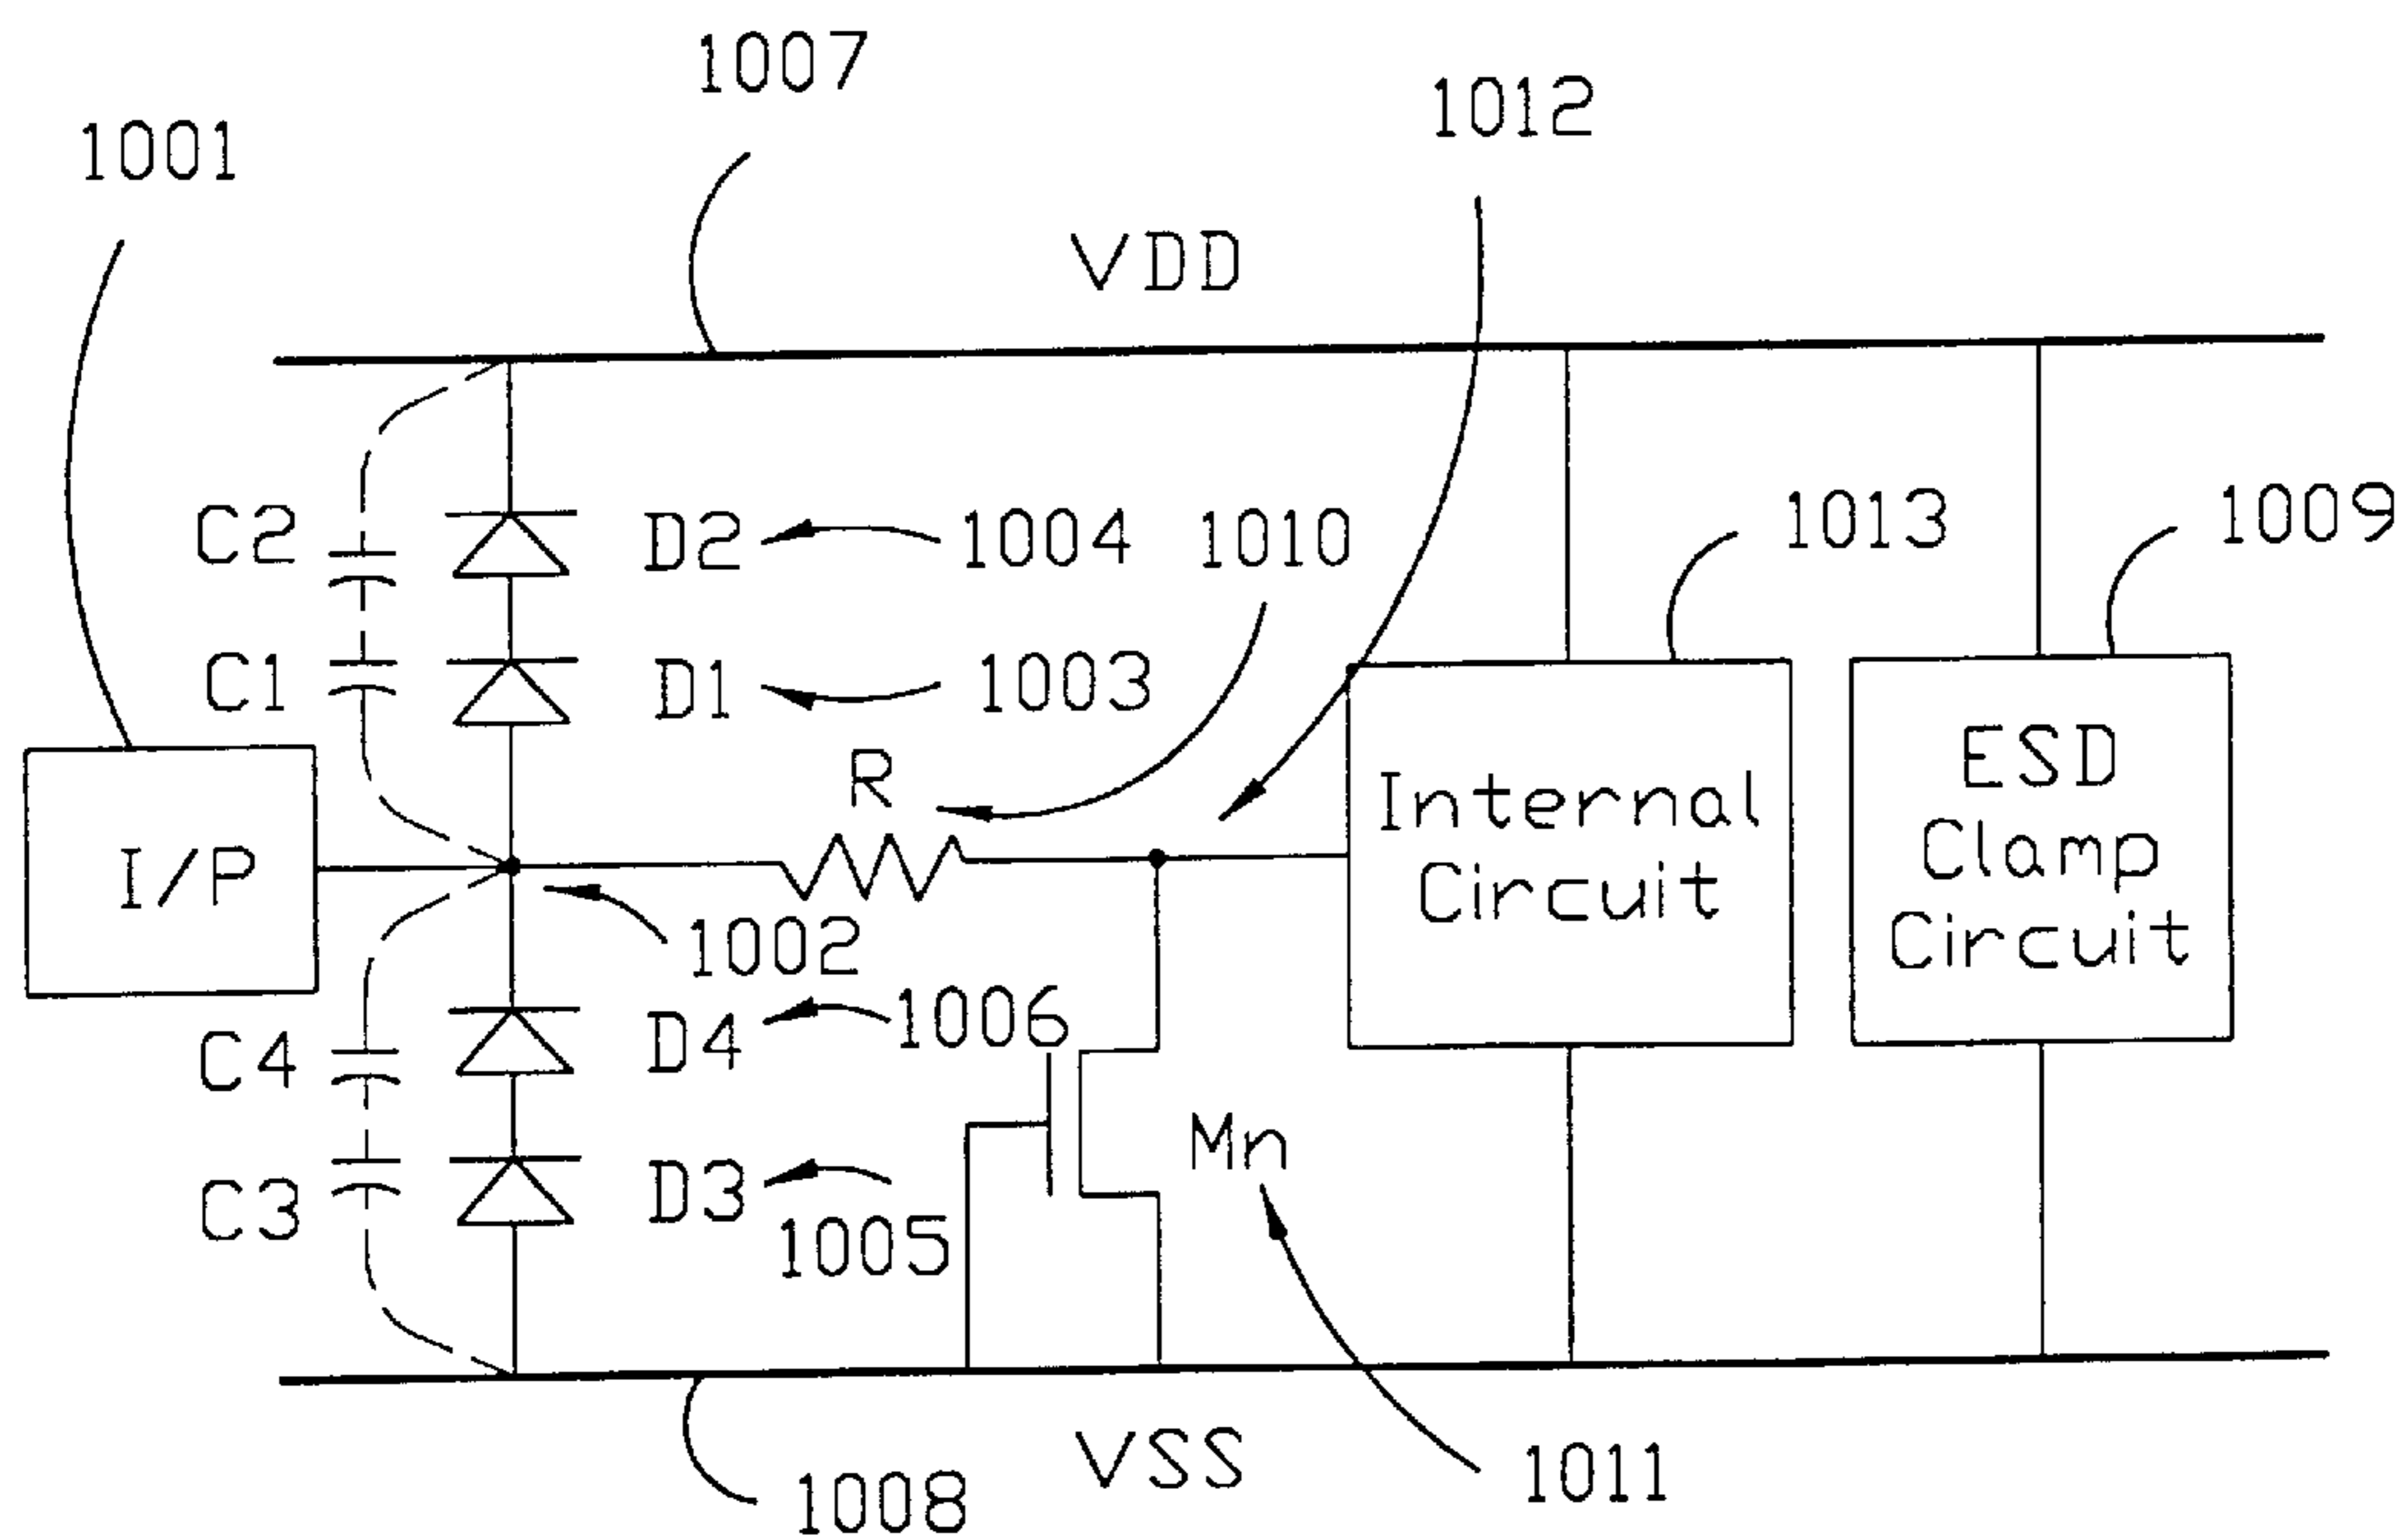 1007
1012
1001
VDD
C2
D2
1004
1010
1013
1009
C1
D1
1003
R
I/P
Internal
Circuit
ESD
Clamp
Circuit
1002
C4
D4
1006
Mn
C3
D3
1005
VSS
1008
1011